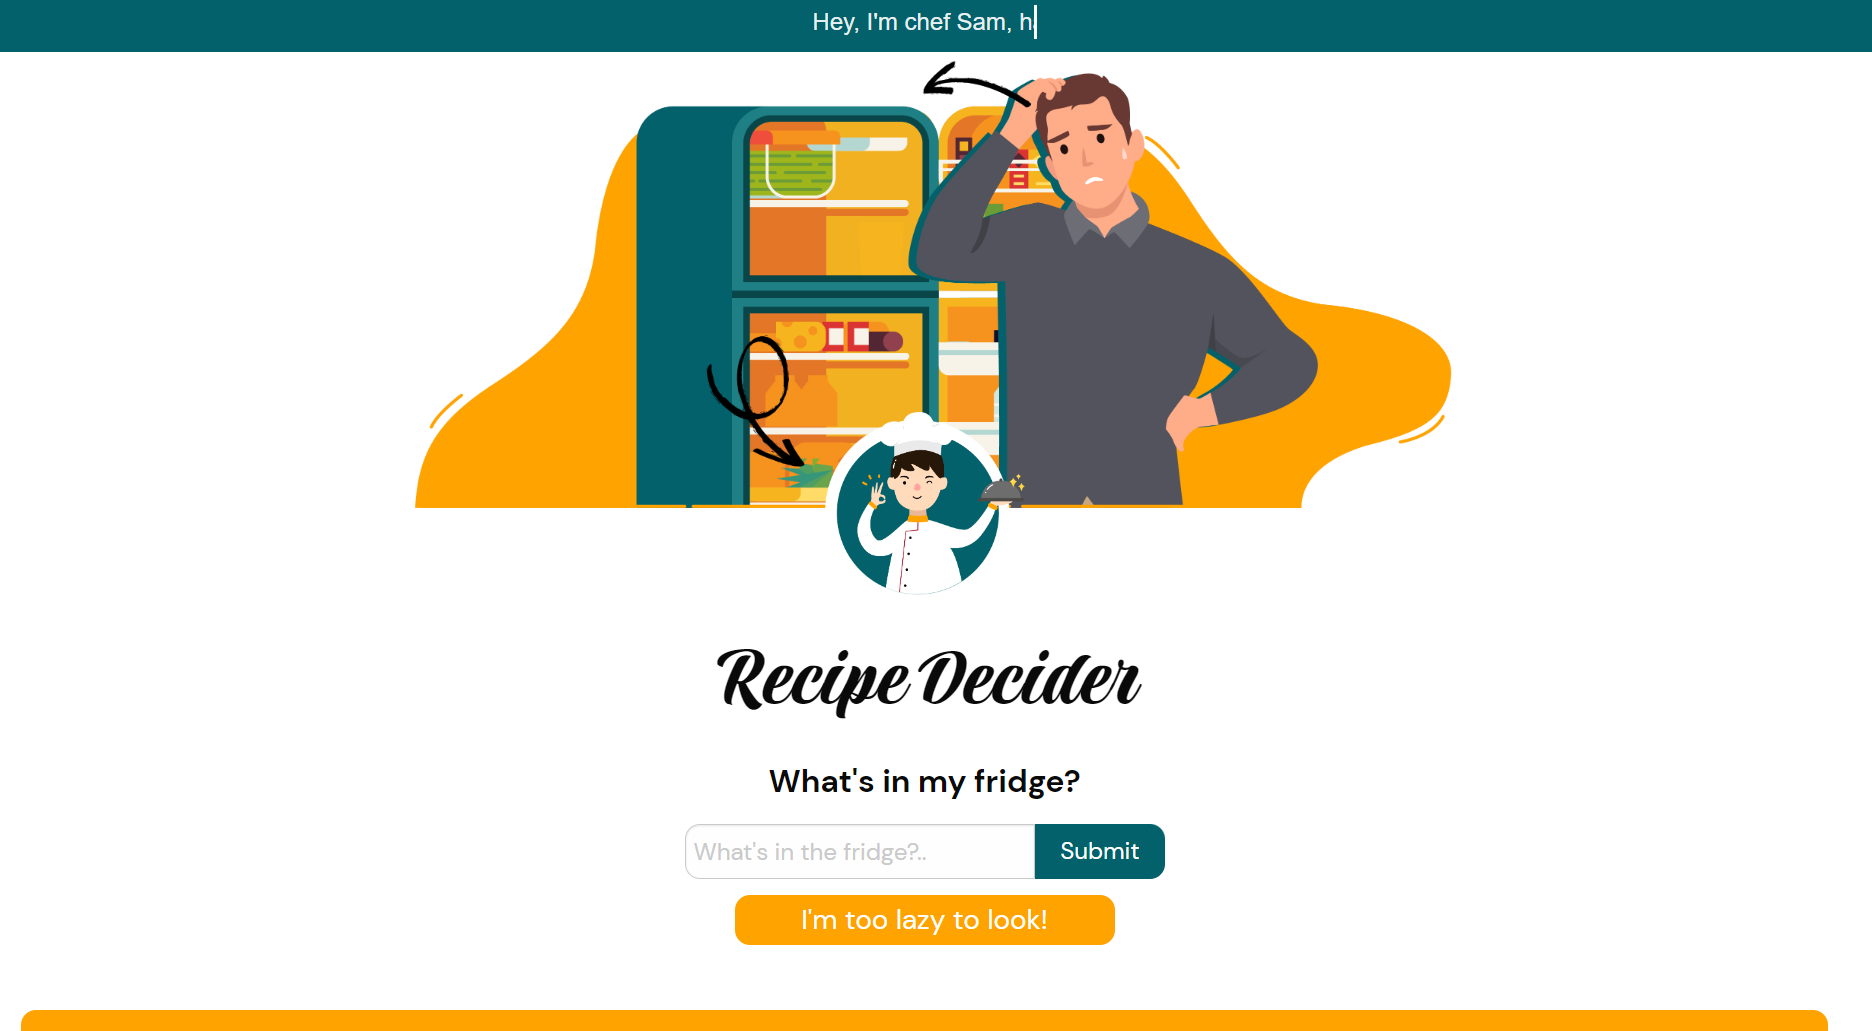 Hey, I'm chef Sam, h
Recipe Decider
What's in my fridge?
What's in the fridge?..
Submit
I'm too lazy to look!